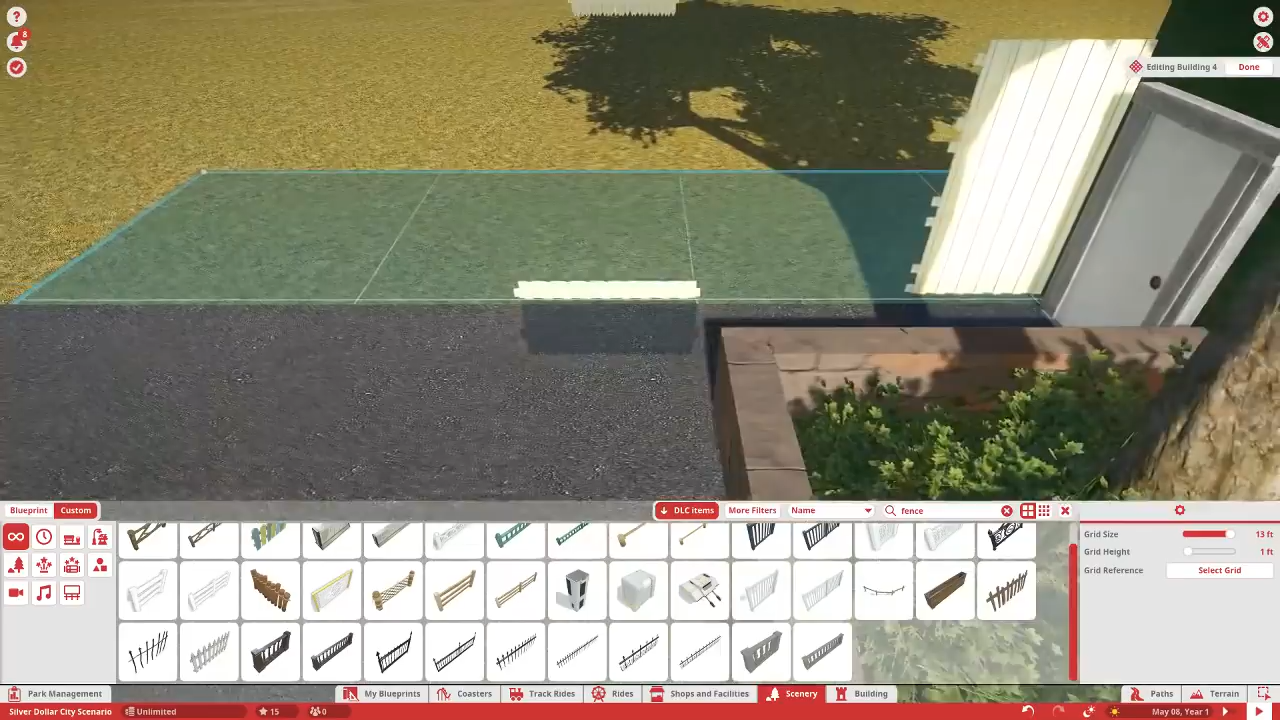 ?
8
Editing Building 4 Done
Blueprint Custom DLC items More Filters Name fence
Grid Size 13 ft
Grid Height 1 ft
Grid Reference Select Grid
Park Management My Blueprints Coasters Track Rides Rides Shops and Facilities Scenery Building Paths Terrain
Silver Dollar City Scenario Unlimited 15 0 May 08, Year 1